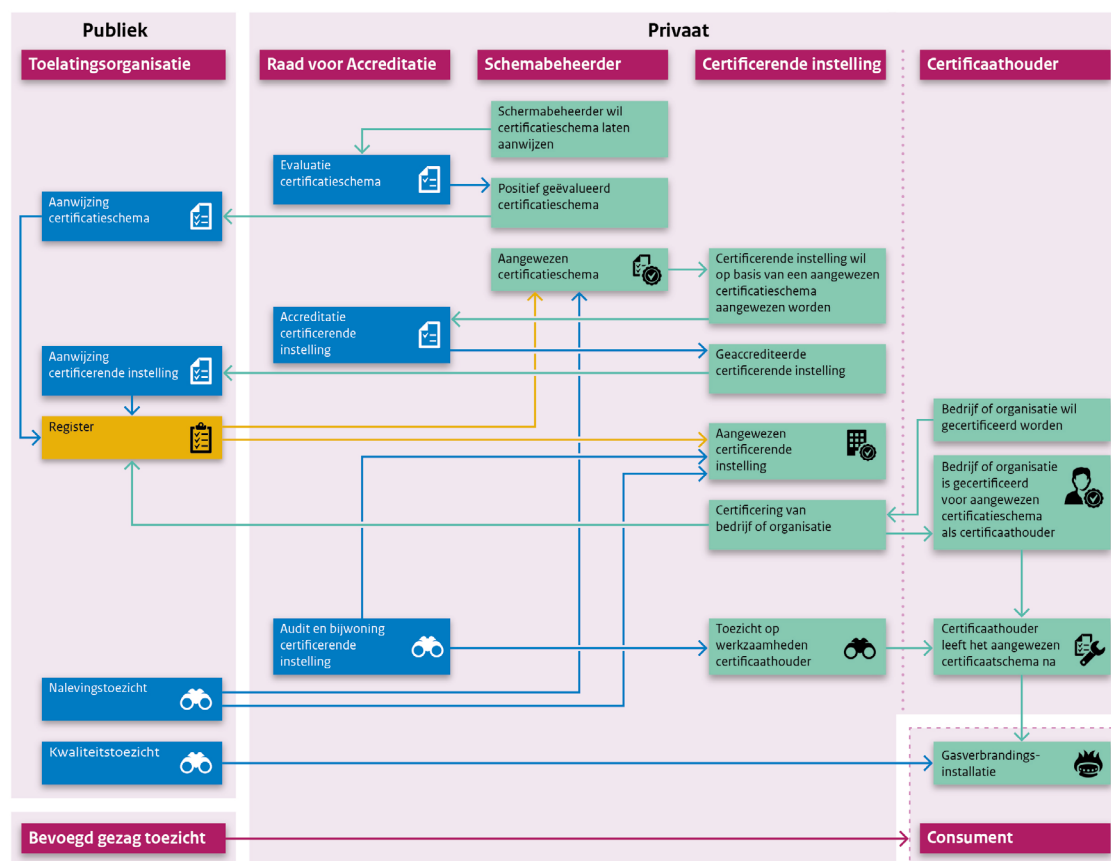 Publiek
Privaat
Toelatingsorganisatie
Raad voor Accreditatie
Schemabeheerder
Certificerende instelling
Certificaathouder
Schermabeheerder wil
certificatieschema laten
aanwijzen
Evaluatie
certificatieschema
Positief geëvalueerd
certificatieschema
Aanwijzing
certificatieschema
Aangewezen
certificatieschema
Certificerende instelling wil
op basis van een aangewezen
certificatieschema
aangewezen worden
Accreditatie
certificerende
instelling
Aanwijzing
certificerende instelling
Geaccrediteerde
certificerende instelling
Register
Aangewezen
certificerende
instelling
Bedrijf of organisatie wil
gecertificeerd worden
Bedrijf of organisatie
is gecertificeerd
voor aangewezen
certificatieschema
als certificaathouder
Certificering van
bedrijf of organisatie
Audit en bijwoning
certificerende
instelling
Toezicht op
werkzaamheden
certificaathouder
Certificaathouder
leeft het aangewezen
certificaatschema na
Nalevingstoezicht
Kwaliteitstoezicht
Gasverbrandings-
installatie
Bevoegd gezag toezicht
Consument